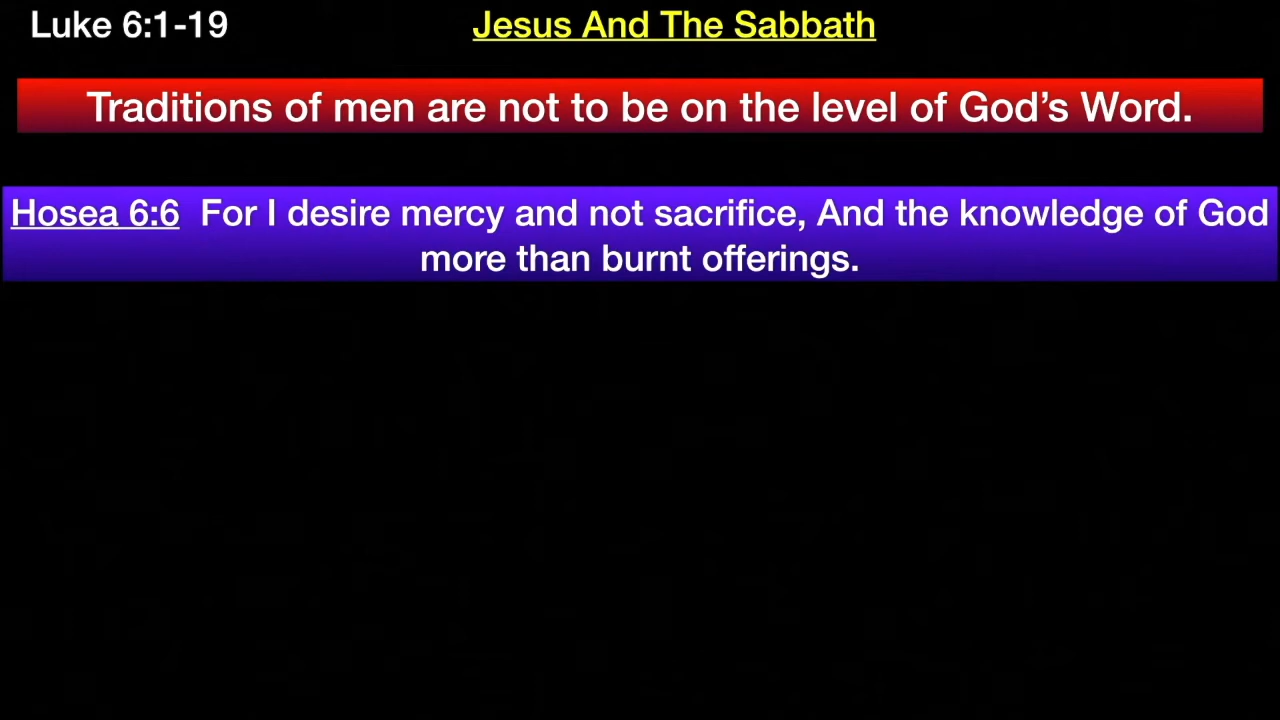 Luke 6:1-19
Jesus And The Sabbath
Traditions of men are not to be on the level of God’s Word.
Hosea 6:6 For I desire mercy and not sacrifice, And the knowledge of God
more than burnt offerings.